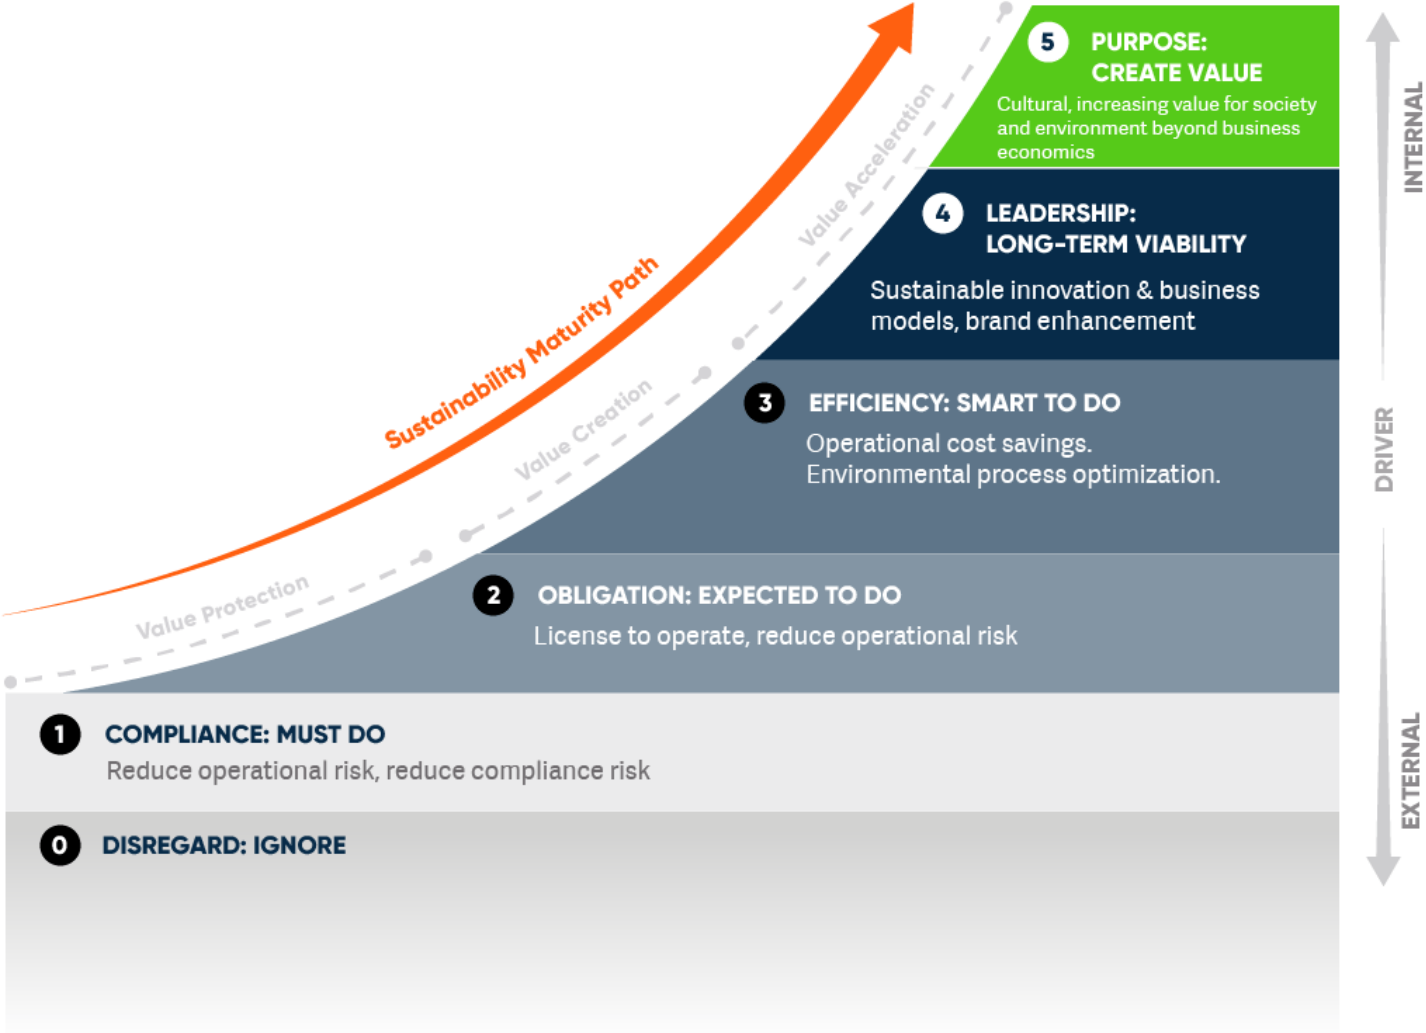 5
PURPOSE:
CREATE VALUE
Cultural, increasing value for society
and environment beyond business
economics
4
LEADERSHIP:
LONG-TERM VIABILITY
Sustainable innovation & business
models, brand enhancement
3
EFFICIENCY: SMART TO DO
Operational cost savings.
Environmental process optimization.
2
OBLIGATION: EXPECTED TO DO
License to operate, reduce operational risk
1
COMPLIANCE: MUST DO
Reduce operational risk, reduce compliance risk
0
DISREGARD: IGNORE
Sustainability Maturity Path
Value Protection
Value Creation
Value Acceleration
INTERNAL
DRIVER
EXTERNAL